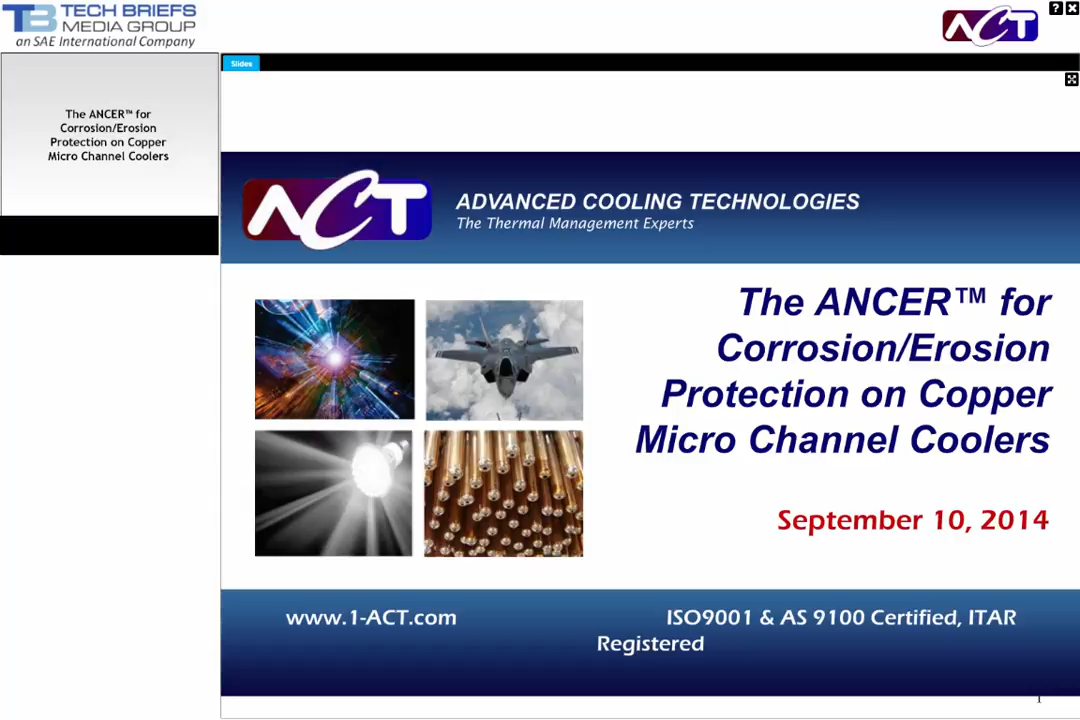 TB TECH BRIEFS
MEDIA GROUP
an SAE International Company
ACT
? X
Slides
The ANCER™ for
Corrosion/Erosion
Protection on Copper
Micro Channel Coolers
ACT
ADVANCED COOLING TECHNOLOGIES
The Thermal Management Experts
The ANCER™ for
Corrosion/Erosion
Protection on Copper
Micro Channel Coolers
September 10, 2014
www.1-ACT.com
ISO9001 & AS 9100 Certified, ITAR
Registered
1